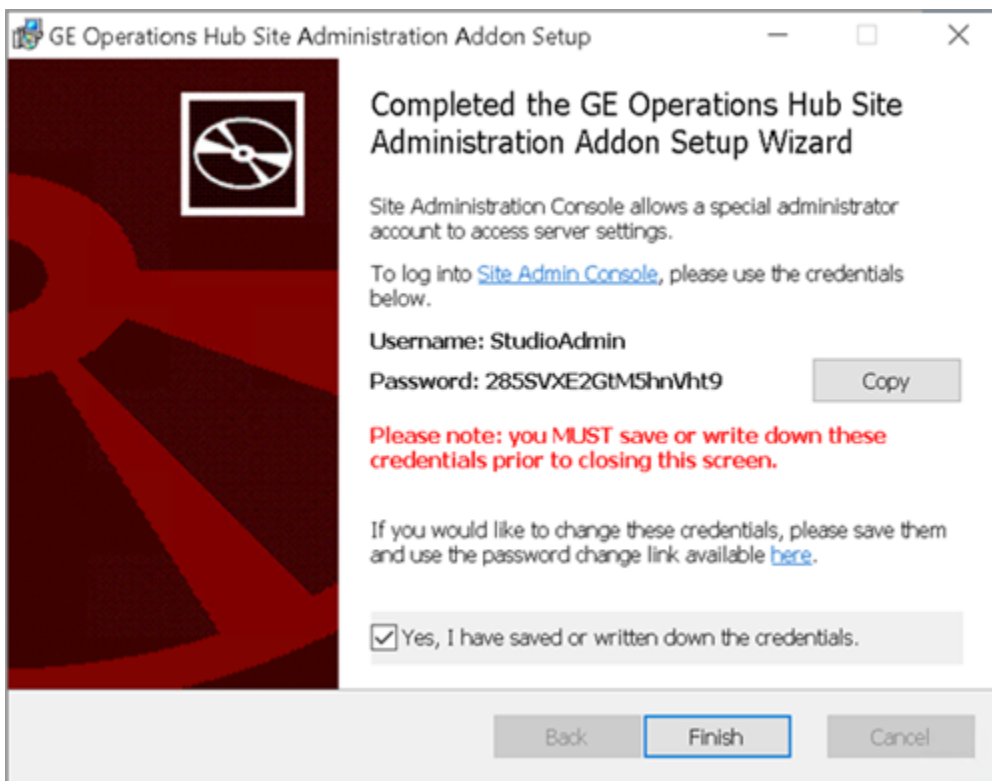 GE Operations Hub Site Administration Addon Setup
Completed the GE Operations Hub Site
Administration Addon Setup Wizard
Site Administration Console allows a special administrator
account to access server settings.
To log into Site Admin Console, please use the credentials
below.
Username: StudioAdmin
Password: 285SVXE2GtM5hnVht9
Copy
Please note: you MUST save or write down these
credentials prior to closing this screen.
If you would like to change these credentials, please save them
and use the password change link available here.
Yes, I have saved or written down the credentials.
Back
Finish
Cancel